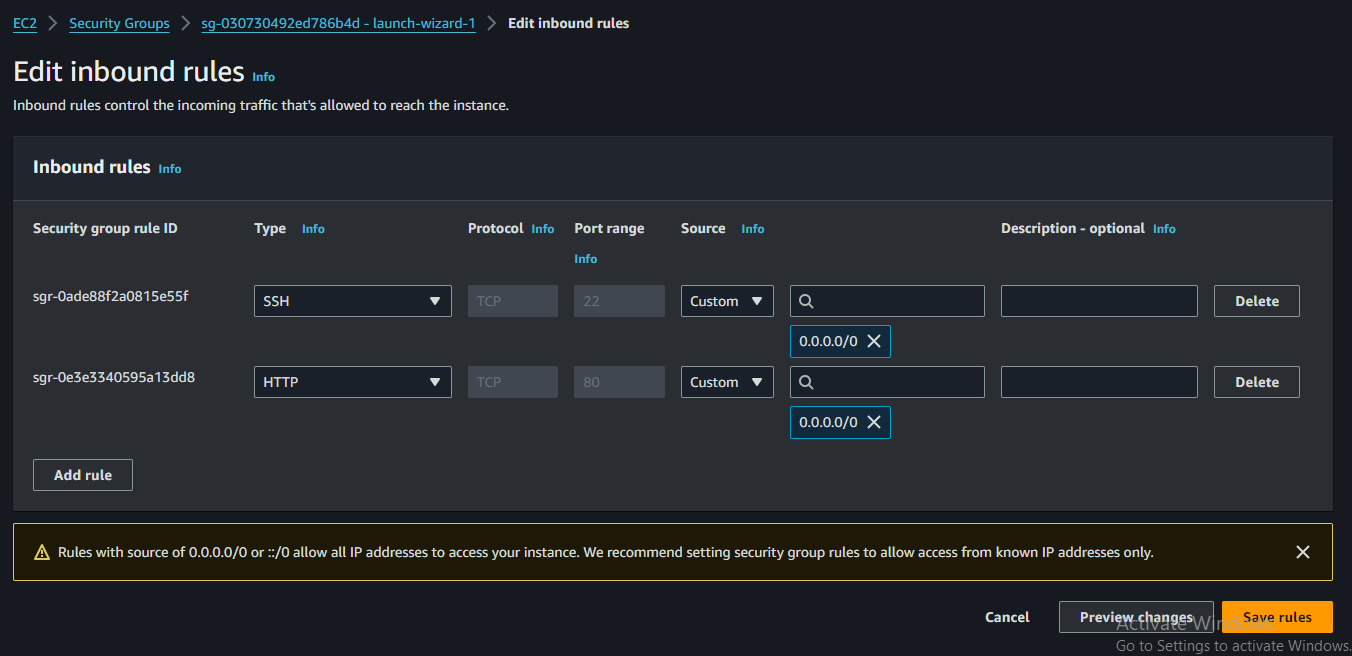 EC2 > Security Groups > sg-030730492ed786b4d - launch-wizard-1 > Edit inbound rules
Edit inbound rules Info
Inbound rules control the incoming traffic that's allowed to reach the instance.
Inbound rules Info
Security group rule ID Type Info Protocol Info Port range Info Source Info Description - optional Info
sgr-0ade88f2a0815e55f SSH TCP 22 Custom Delete
0.0.0.0/0
sgr-0e3e3340595a13dd8 HTTP TCP 80 Custom Delete
0.0.0.0/0
Add rule
Rules with source of 0.0.0.0/0 or ::/0 allow all IP addresses to access your instance. We recommend setting security group rules to allow access from known IP addresses only.
Cancel Preview changes Save rules
Activate Windows
Go to Settings to activate Windows.